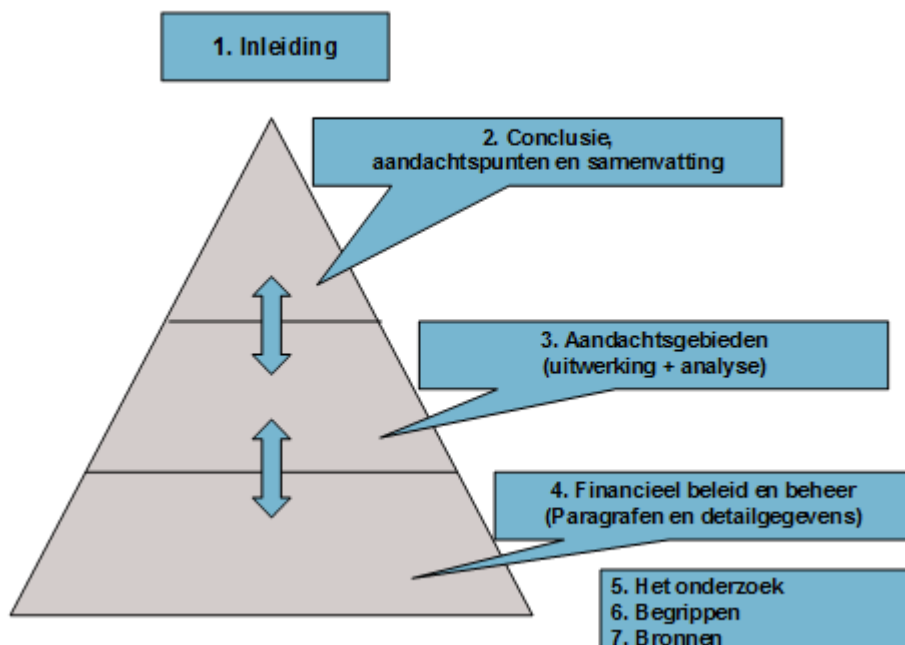 1. Inleiding
2. Conclusie,
aandachtspunten en samenvatting
3. Aandachtsgebieden
(uitwerking + analyse)
4. Financieel beleid en beheer
(Paragrafen en detailgegevens)
5. Het onderzoek
6. Begrippen
7. Bronnen